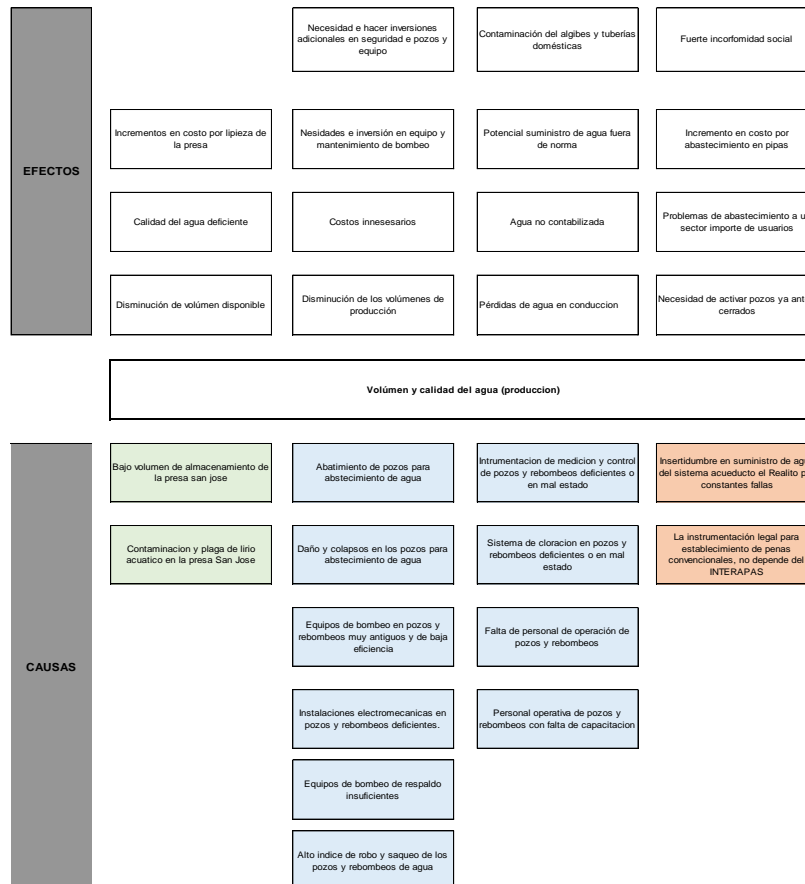 Necesidad e hacer inversiones
adicionales en seguridad e pozos y
equipo
Contaminación del algibes y tuberías
domésticas
Fuerte incorfomidad social
EFECTOS
Incrementos en costo por lipieza de
la presa
Nesidades e inversión en equipo y
mantenimiento de bombeo
Potencial suministro de agua fuera
de norma
Incremento en costo por
abastecimiento en pipas
Calidad del agua deficiente
Costos innesesarios
Agua no contabilizada
Problemas de abastecimiento a u
sector importe de usuarios
Disminución de volúmen disponible
Disminución de los volúmenes de
producción
Pérdidas de agua en conduccion
Necesidad de activar pozos ya ant
cerrados
Volúmen y calidad del agua (produccion)
CAUSAS
Bajo volumen de almacenamiento de
la presa san jose
Abatimiento de pozos para
abstecimiento de agua
Intrumentacion de medicion y control
de pozos y rebombeos deficientes o
en mal estado
Insertidumbre en suministro de ag
del sistema acueducto el Realito p
constantes fallas
Contaminacion y plaga de lirio
acuatico en la presa San Jose
Daño y colapsos en los pozos para
abstecimiento de agua
Sistema de cloracion en pozos y
rebombeos deficientes o en mal
estado
La instrumentación legal para
establecimiento de penas
convencionales, no depende del
INTERAPAS
Equipos de bombeo en pozos y
rebombeos muy antiguos y de baja
eficiencia
Falta de personal de operación de
pozos y rebombeos
Instalaciones electromecanicas en
pozos y rebombeos deficientes.
Personal operativa de pozos y
rebombeos con falta de capacitacion
Equipos de bombeo de respaldo
insuficientes
Alto indice de robo y saqueo de los
pozos y rebombeos de agua